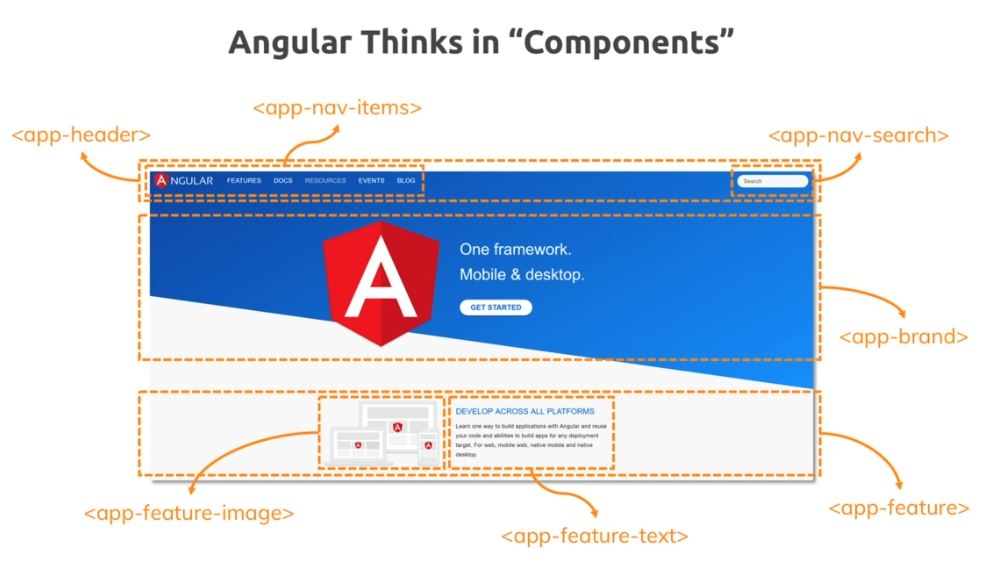 Angular Thinks in “Components”
<app-nav-items>
<app-header>
<app-nav-search>
ANGULAR FEATURES DOCS RESOURCES EVENTS BLOG Search
One framework.
Mobile & desktop.
GET STARTED
<app-brand>
DEVELOP ACROSS ALL PLATFORMS
Learn one way to build applications with Angular and reuse
your code and abilities to build apps for any deployment
target. For web, mobile web, native mobile and native
desktop.
<app-feature-image>
<app-feature>
<app-feature-text>